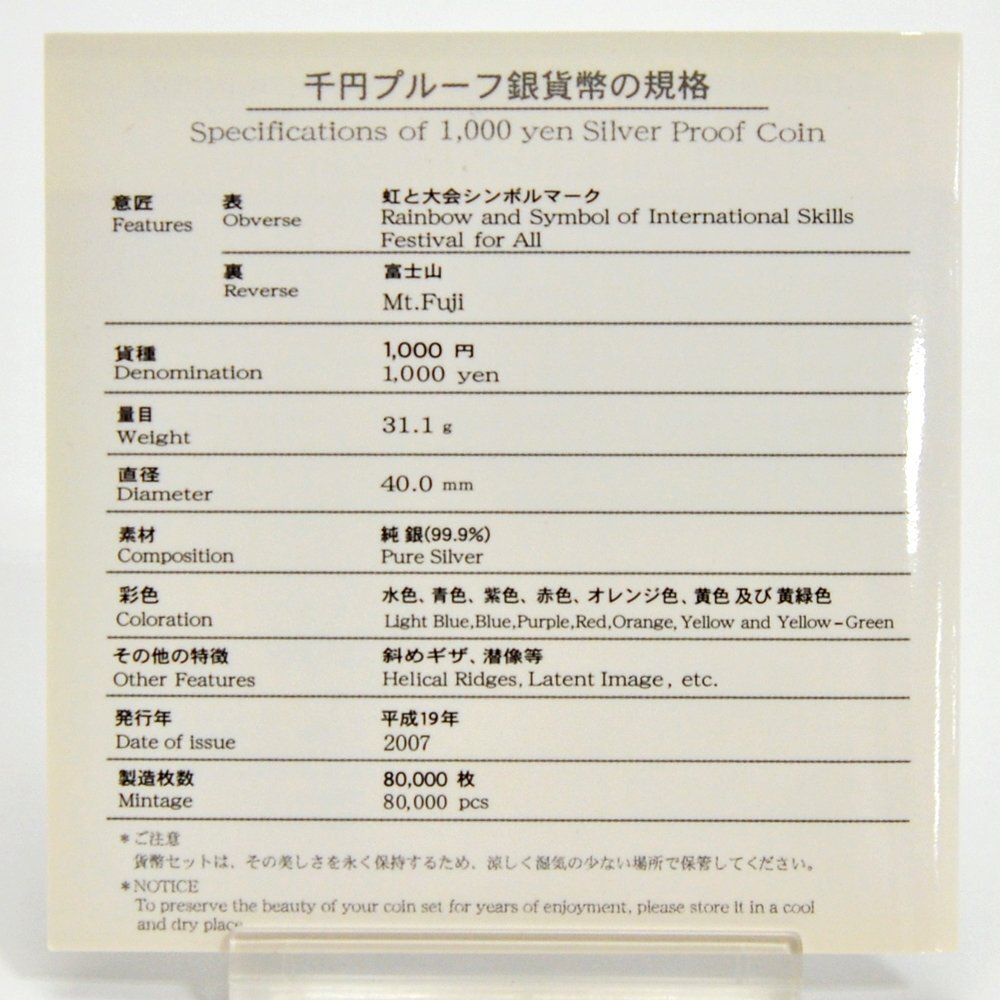 千円プルーフ銀貨幣の規格
Specifications of 1,000 yen Silver Proof Coin
意匠 表 虹と大会シンボルマーク
Features Obverse Rainbow and Symbol of International Skills
Festival for All
裏 富士山
Reverse Mt.Fuji
貨種 1,000 円
Denomination 1,000 yen
量目
Weight 31.1 g
直径
Diameter 40.0 mm
素材 純銀(99.9%)
Composition Pure Silver
彩色 水色、青色、紫色、赤色、オレンジ色、黄色 及び 黄緑色
Coloration Light Blue,Blue,Purple,Red,Orange,Yellow and Yellow-Green
その他の特徴 斜めギザ、潜像等
Other Features Helical Ridges, Latent Image, etc.
発行年 平成19年
Date of issue 2007
製造枚数 80,000 枚
Mintage 80,000 pcs
*ご注意
貨幣セットは、その美しさを永く保持するため、涼しく湿気の少ない場所で保管してください。
*NOTICE
To preserve the beauty of your coin set for years of enjoyment, please store it in a cool
and dry place